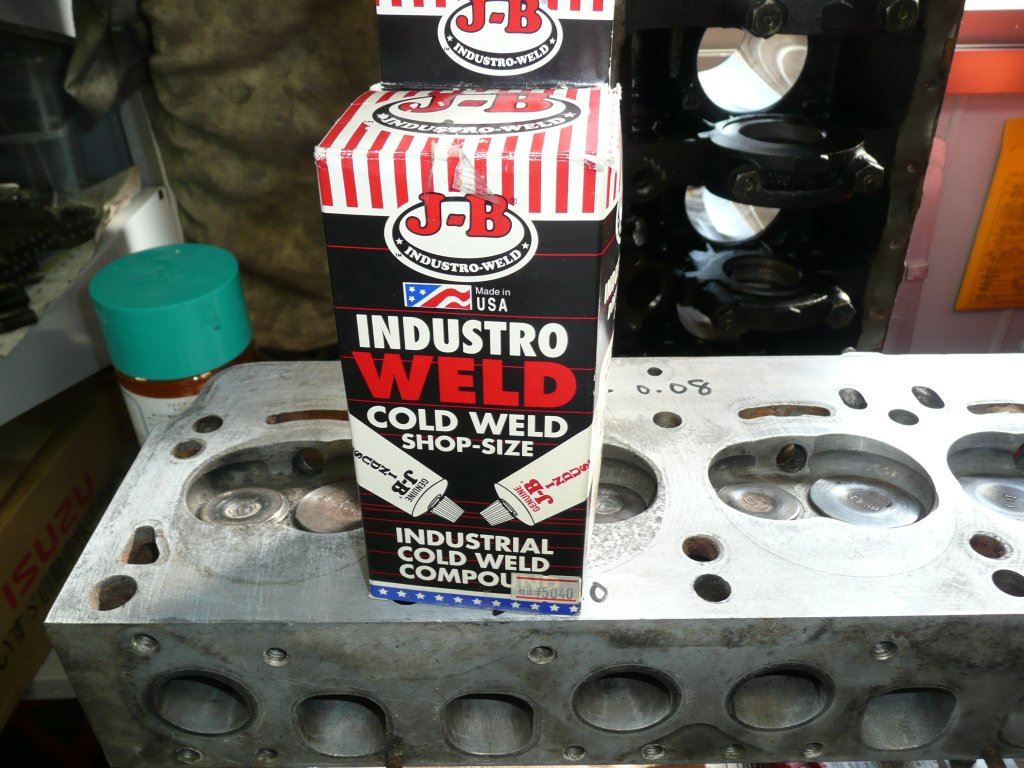 J-B
INDUSTRO-WELD
J-B
INDUSTRO-WELD
J-B®
INDUSTRO-WELD
Made in
USA
INDUSTRO
WELD
COLD WELD
SHOP-SIZE
GENUINE
J-B
GENUINE
J-B
INDUSTRIAL
COLD WELD
COMPOU
¥5040
0.08
ISUZU